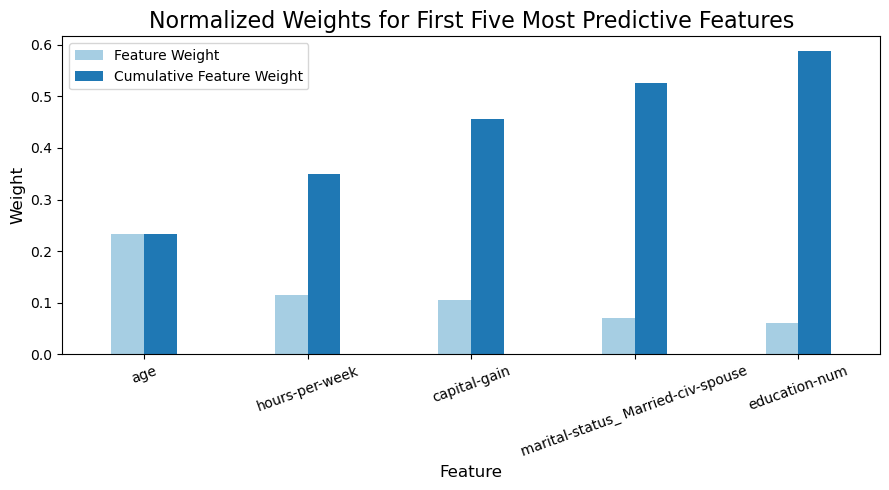 Normalized Weights for First Five Most Predictive Features
Feature Weight
Cumulative Feature Weight
Weight
0.6
0.5
0.4
0.3
0.2
0.1
0.0
age
hours-per-week
capital-gain
marital-status_ Married-civ-spouse
education-num
Feature